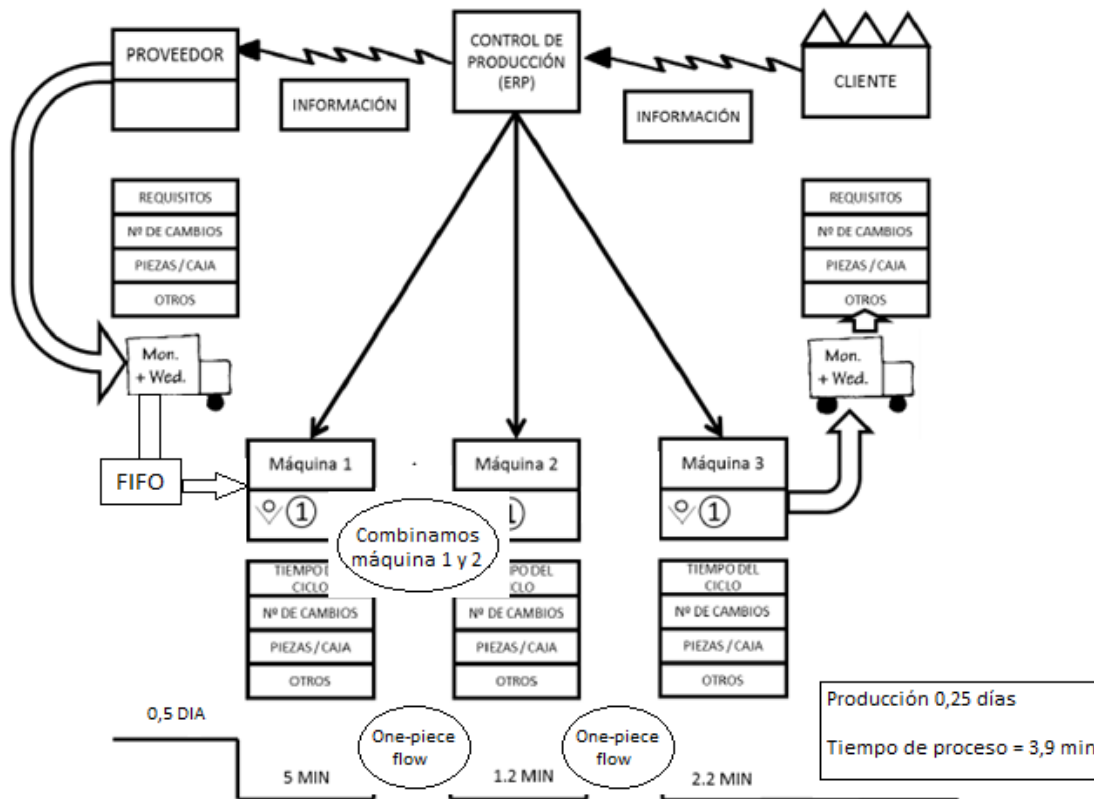 PROVEEDOR
INFORMACIÓN
CONTROL DE
PRODUCCIÓN
(ERP)
INFORMACIÓN
CLIENTE
REQUISITOS
Nº DE CAMBIOS
PIEZAS / CAJA
OTROS
REQUISITOS
Nº DE CAMBIOS
PIEZAS / CAJA
OTROS
Mon.
+ Wed.
Mon.
+ Wed.
FIFO
Máquina 1
1
Máquina 2
Máquina 3
1
Combinamos
máquina 1 y 2
TIEMPO
CICLO
Nº DE CAMBIOS
PIEZAS / CAJA
OTROS
DEL
CICLO
Nº DE CAMBIOS
PIEZAS / CAJA
OTROS
TIEMPO DEL
CICLO
Nº DE CAMBIOS
PIEZAS / CAJA
OTROS
0,5 DIA
5 MIN
One-piece
flow
1.2 MIN
One-piece
flow
2.2 MIN
Producción 0,25 días
Tiempo de proceso = 3,9 min